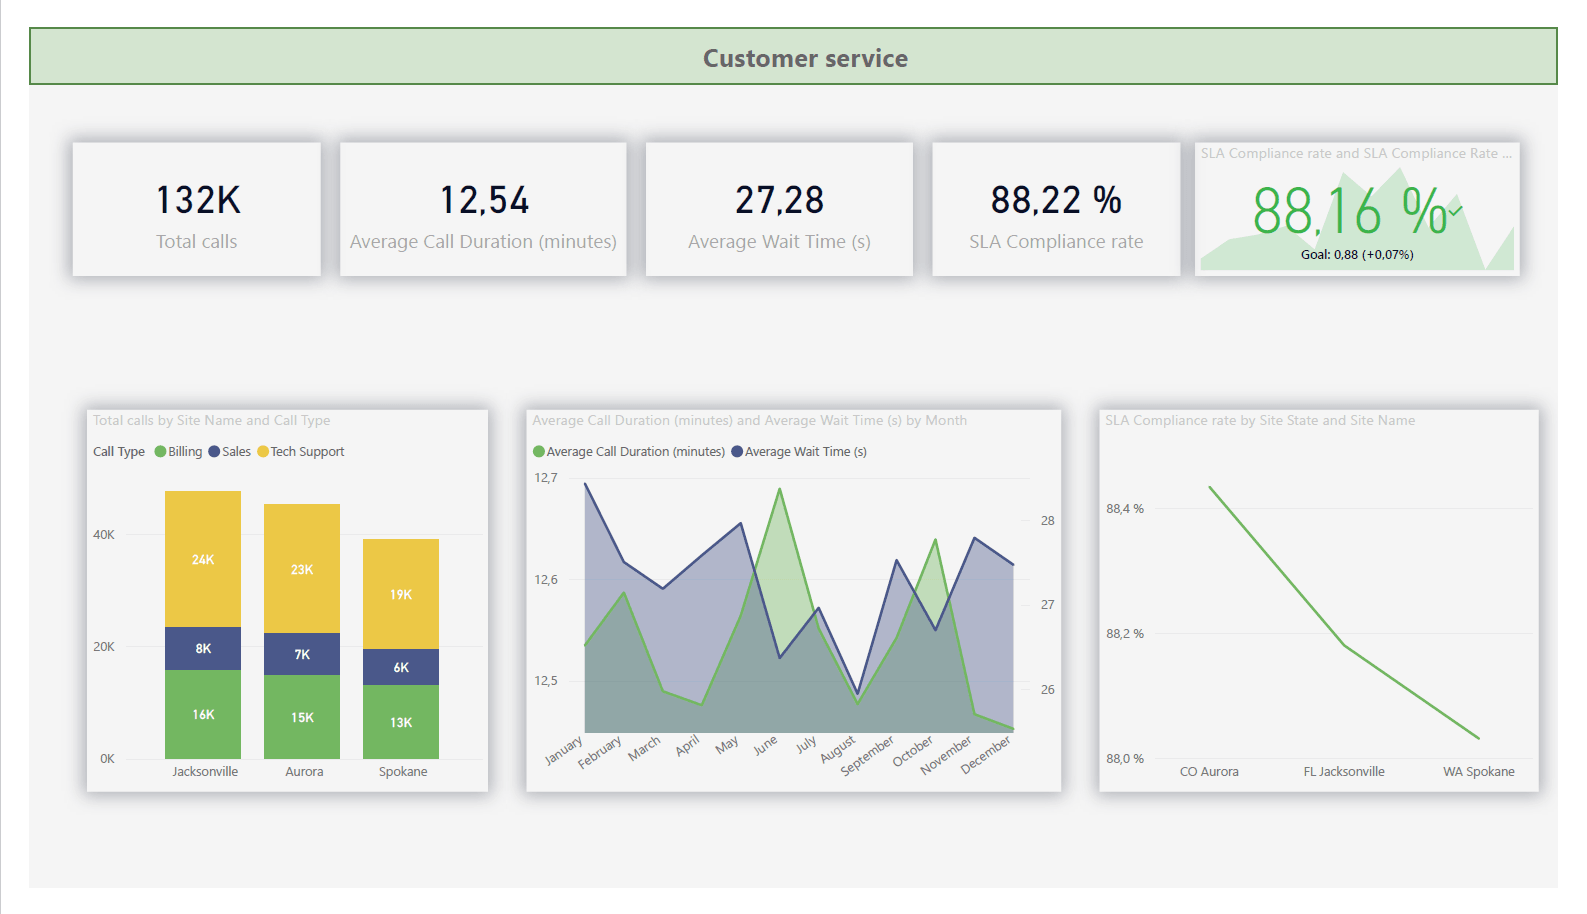 Customer service
132K
Total calls
12,54
Average Call Duration (minutes)
27,28
Average Wait Time (s)
88,22 %
SLA Compliance rate
SLA Compliance rate and SLA Compliance Rate ...
88,16 %
Goal: 0,88 (+0,07%)
Total calls by Site Name and Call Type
Call Type Billing Sales Tech Support
40K
20K
0K
24K
8K
16K
23K
7K
15K
19K
6K
13K
Jacksonville Aurora Spokane
Average Call Duration (minutes) and Average Wait Time (s) by Month
Average Call Duration (minutes) Average Wait Time (s)
12,7
12,6
12,5
28
27
26
January February March April May June July August September October November December
SLA Compliance rate by Site State and Site Name
88,4 %
88,2 %
88,0 %
CO Aurora FL Jacksonville WA Spokane